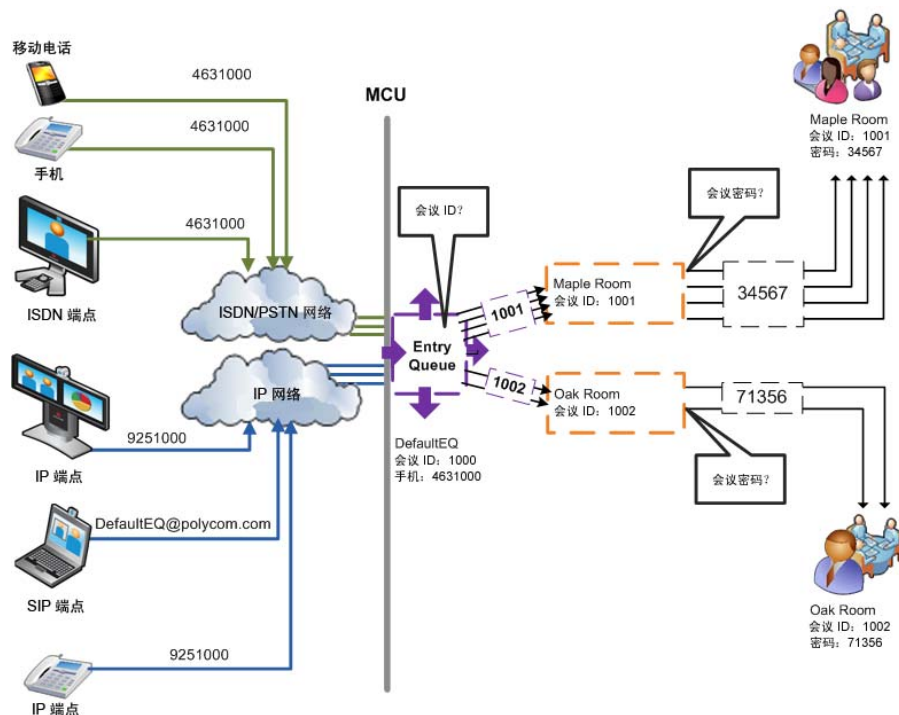 移动电话
4631000
手机
4631000
ISDN 端点
4631000
ISDN/PSTN 网络
IP 端点
9251000
IP 网络
SIP 端点
DefaultEQ@polycom.com
IP 端点
9251000
MCU
会议 ID?
Entry
Queue
DefaultEQ
会议 ID: 1000
手机: 4631000
1001
1002
Maple Room
会议 ID: 1001
会议密码?
34567
Maple Room
会议 ID: 1001
密码: 34567
Oak Room
会议 ID: 1002
会议密码?
71356
Oak Room
会议 ID: 1002
密码: 71356